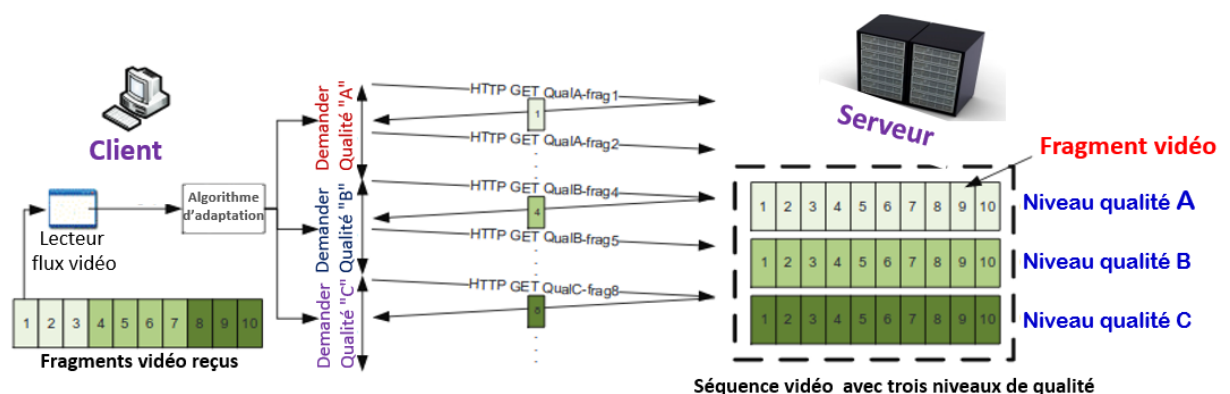 Client
Lecteur
flux vidéo
Algorithme
d'adaptation
1 2 3 4 5 6 7 8 9 10
Fragments vidéo reçus
Demander
Qualité "A"
Demander
Qualité "B"
Demander
Qualité "C"
HTTP GET QualA-frag1
1
HTTP GET QualA-frag2
HTTP GET QualB-frag4
4
HTTP GET QualB-frag5
HTTP GET QualC-frag8
8
Serveur
Fragment vidéo
1 2 3 4 5 6 7 8 9 10
Niveau qualité A
1 2 3 4 5 6 7 8 9 10
Niveau qualité B
1 2 3 4 5 6 7 8 9 10
Niveau qualité C
Séquence vidéo avec trois niveaux de qualité